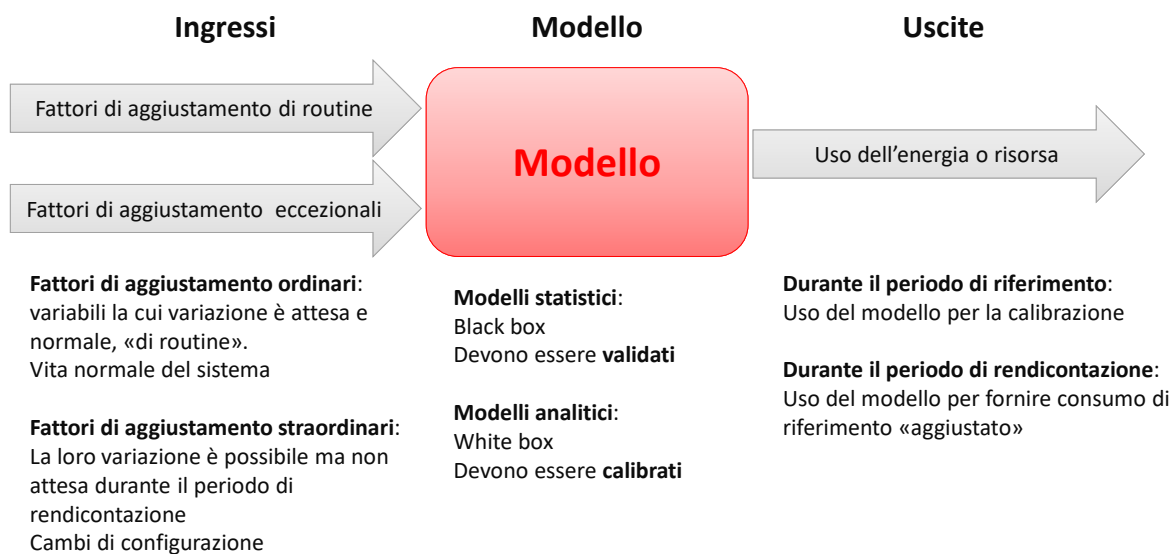 Ingressi
Modello
Uscite
Fattori di aggiustamento di routine
Fattori di aggiustamento eccezionali
Modello
Uso dell'energia o risorsa
Fattori di aggiustamento ordinari:
variabili la cui variazione è attesa e
normale, «di routine».
Vita normale del sistema
Fattori di aggiustamento straordinari:
La loro variazione è possibile ma non
attesa durante il periodo di
rendicontazione
Cambi di configurazione
Modelli statistici:
Black box
Devono essere validati
Modelli analitici:
White box
Devono essere calibrati
Durante il periodo di riferimento:
Uso del modello per la calibrazione
Durante il periodo di rendicontazione:
Uso del modello per fornire consumo di
riferimento «aggiustato»